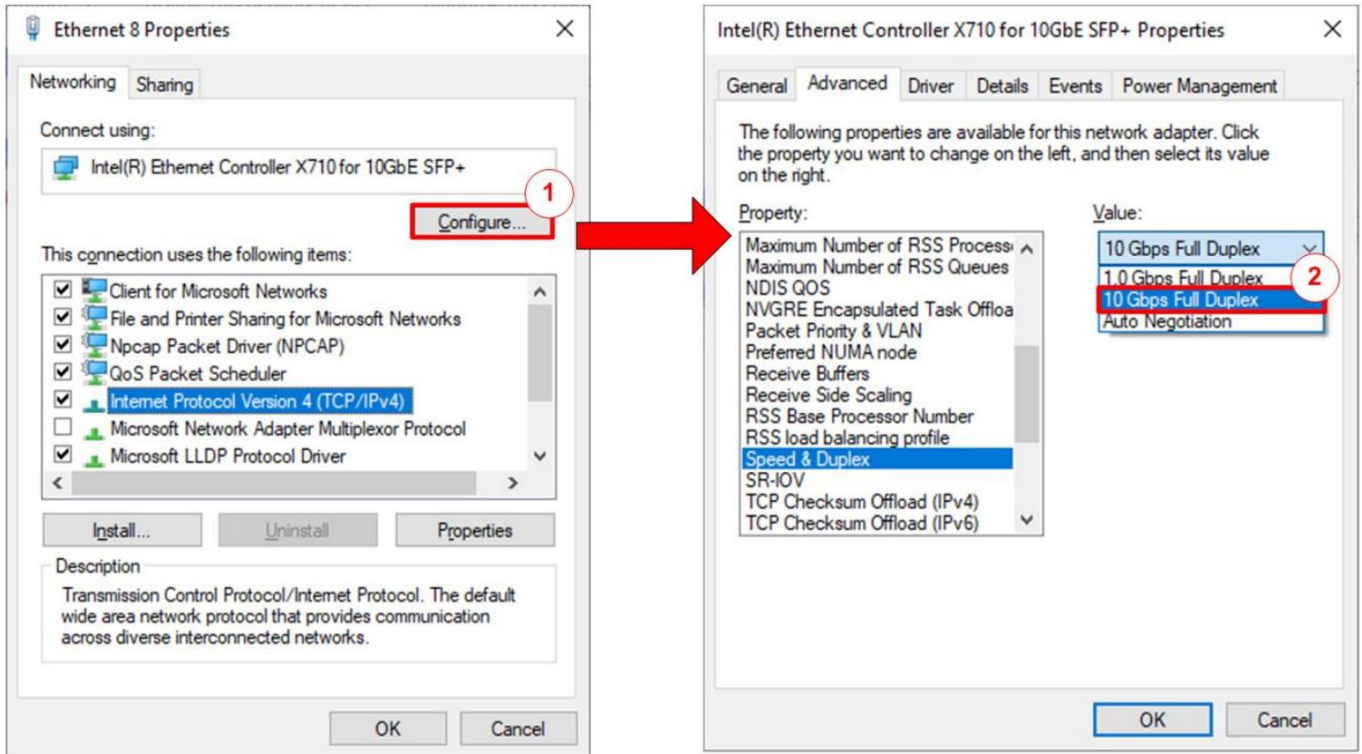 Ethernet 8 Properties
Networking Sharing
Connect using:
Intel(R) Ethernet Controller X710 for 10GbE SFP+
1
Configure...
This connection uses the following items:
Client for Microsoft Networks
File and Printer Sharing for Microsoft Networks
Npcap Packet Driver (NPCAP)
QoS Packet Scheduler
Internet Protocol Version 4 (TCP/IPv4)
Microsoft Network Adapter Multiplexor Protocol
Microsoft LLDP Protocol Driver
Install... Uninstall Properties
Description
Transmission Control Protocol/Internet Protocol. The default
wide area network protocol that provides communication
across diverse interconnected networks.
OK Cancel
Intel(R) Ethernet Controller X710 for 10GbE SFP+ Properties
General Advanced Driver Details Events Power Management
The following properties are available for this network adapter. Click
the property you want to change on the left, and then select its value
on the right.
Property:
Maximum Number of RSS Process
Maximum Number of RSS Queues
NDIS QOS
NVGRE Encapsulated Task Offloa
Packet Priority & VLAN
Preferred NUMA node
Receive Buffers
Receive Side Scaling
RSS Base Processor Number
RSS load balancing profile
Speed & Duplex
SR-IOV
TCP Checksum Offload (IPv4)
TCP Checksum Offload (IPv6)
Value:
10 Gbps Full Duplex
1.0 Gbps Full Duplex
2
10 Gbps Full Duplex
Auto Negotiation
OK Cancel